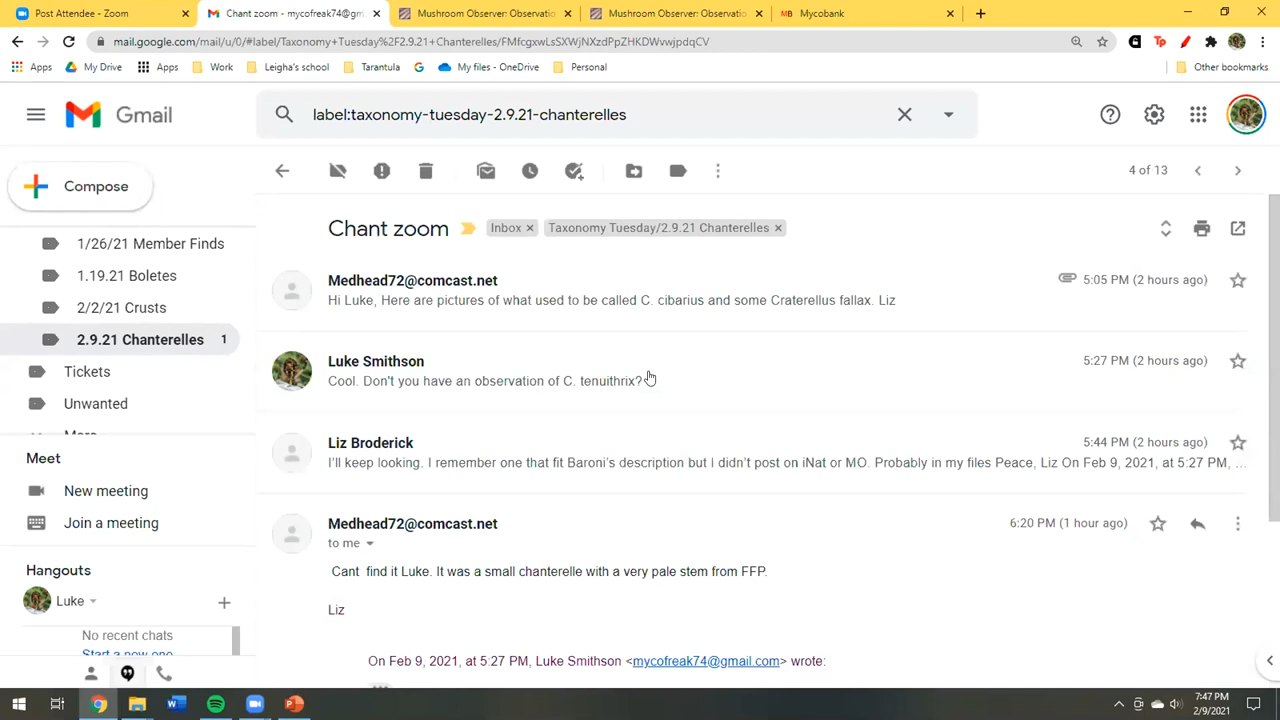 Post Attendee - Zoom
Chant zoom - mycofreak74@gm
Mushroom Observer: Observatio
Mushroom Observer: Observatio
MB Mycobank
mail.google.com/mail/u/0/#label/Taxonomy+Tuesday%2F2.9.21+Chanterelles/FMfcgxwLsSXWjNXzdPpZHKDWvwjpdqCV
Apps
My Drive
Apps
Work
Leigha's school
Tarantula
My files - OneDrive
Personal
Other bookmarks
Gmail
label:taxonomy-tuesday-2.9.21-chanterelles
Compose
4 of 13
1/26/21 Member Finds
1.19.21 Boletes
2/2/21 Crusts
2.9.21 Chanterelles 1
Tickets
Unwanted
Meet
New meeting
Join a meeting
Hangouts
Luke
No recent chats
Start a new one
Chant zoom
Inbox
Taxonomy Tuesday/2.9.21 Chanterelles
Medhead72@comcast.net
5:05 PM (2 hours ago)
Hi Luke, Here are pictures of what used to be called C. cibarius and some Craterellus fallax. Liz
Luke Smithson
5:27 PM (2 hours ago)
Cool. Don't you have an observation of C. tenuithrix?
Liz Broderick
5:44 PM (2 hours ago)
I'll keep looking. I remember one that fit Baroni's description but I didn't post on iNat or MO. Probably in my files Peace, Liz On Feb 9, 2021, at 5:27 PM, ...
Medhead72@comcast.net
6:20 PM (1 hour ago)
to me
Cant find it Luke. It was a small chanterelle with a very pale stem from FFP.
Liz
On Feb 9, 2021, at 5:27 PM, Luke Smithson <mycofreak74@gmail.com> wrote:
7:47 PM
2/9/2021